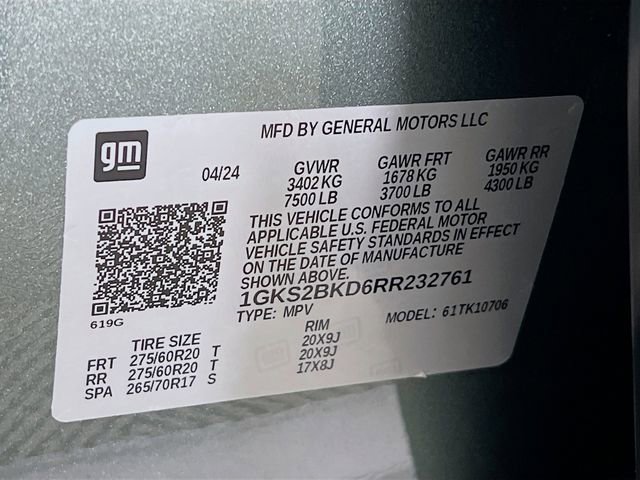 gm
MFD BY GENERAL MOTORS LLC
04/24
GVWR GAWR FRT GAWR RR
3402 KG 1678 KG 1950 KG
7500 LB 3700 LB 4300 LB
THIS VEHICLE CONFORMS TO ALL
APPLICABLE U.S. FEDERAL MOTOR
VEHICLE SAFETY STANDARDS IN EFFECT
ON THE DATE OF MANUFACTURE
SHOWN ABOVE.
1GKS2BKD6RR232761
619G
TYPE: MPV MODEL: 61TK10706
TIRE SIZE RIM
FRT 275/60R20 T 20X9J
RR 275/60R20 T 20X9J
SPA 265/70R17 S 17X8J